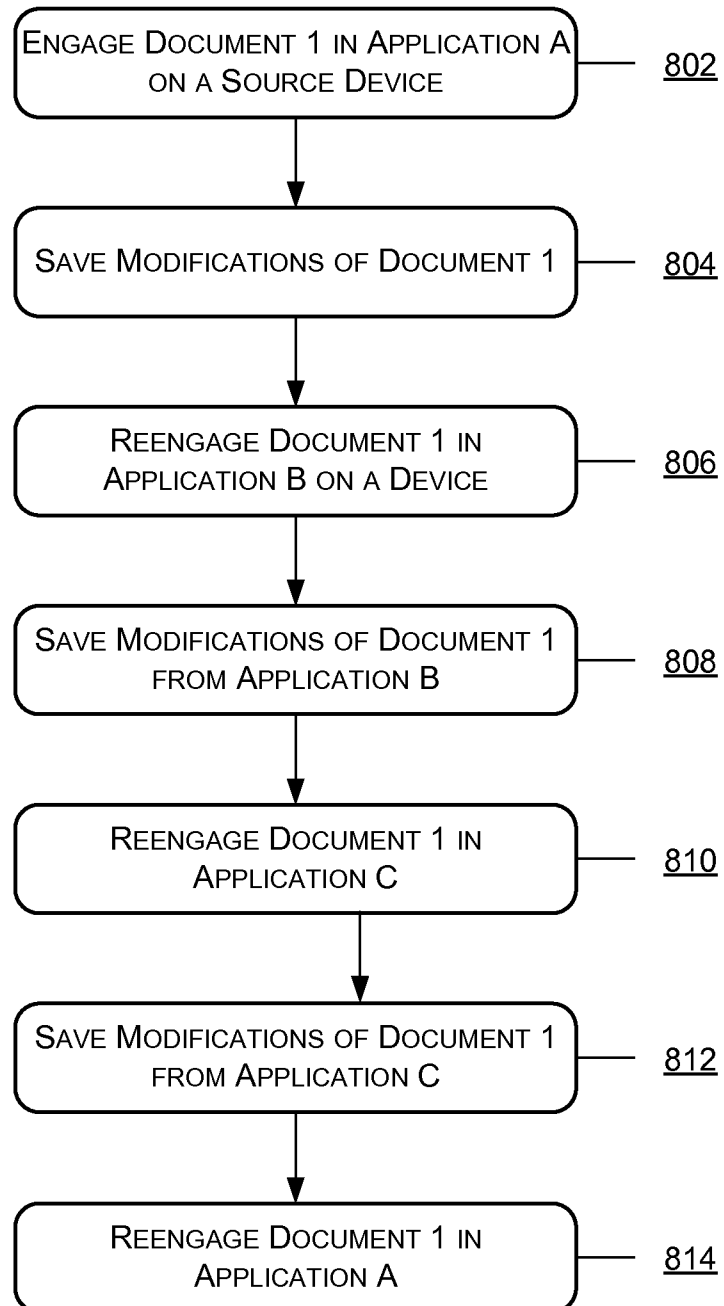 ENGAGE DOCUMENT 1 IN APPLICATION A
ON A SOURCE DEVICE
802
SAVE MODIFICATIONS OF DOCUMENT 1
804
REENGAGE DOCUMENT 1 IN
APPLICATION B ON A DEVICE
806
SAVE MODIFICATIONS OF DOCUMENT 1
FROM APPLICATION B
808
REENGAGE DOCUMENT 1 IN
APPLICATION C
810
SAVE MODIFICATIONS OF DOCUMENT 1
FROM APPLICATION C
812
REENGAGE DOCUMENT 1 IN
APPLICATION A
814